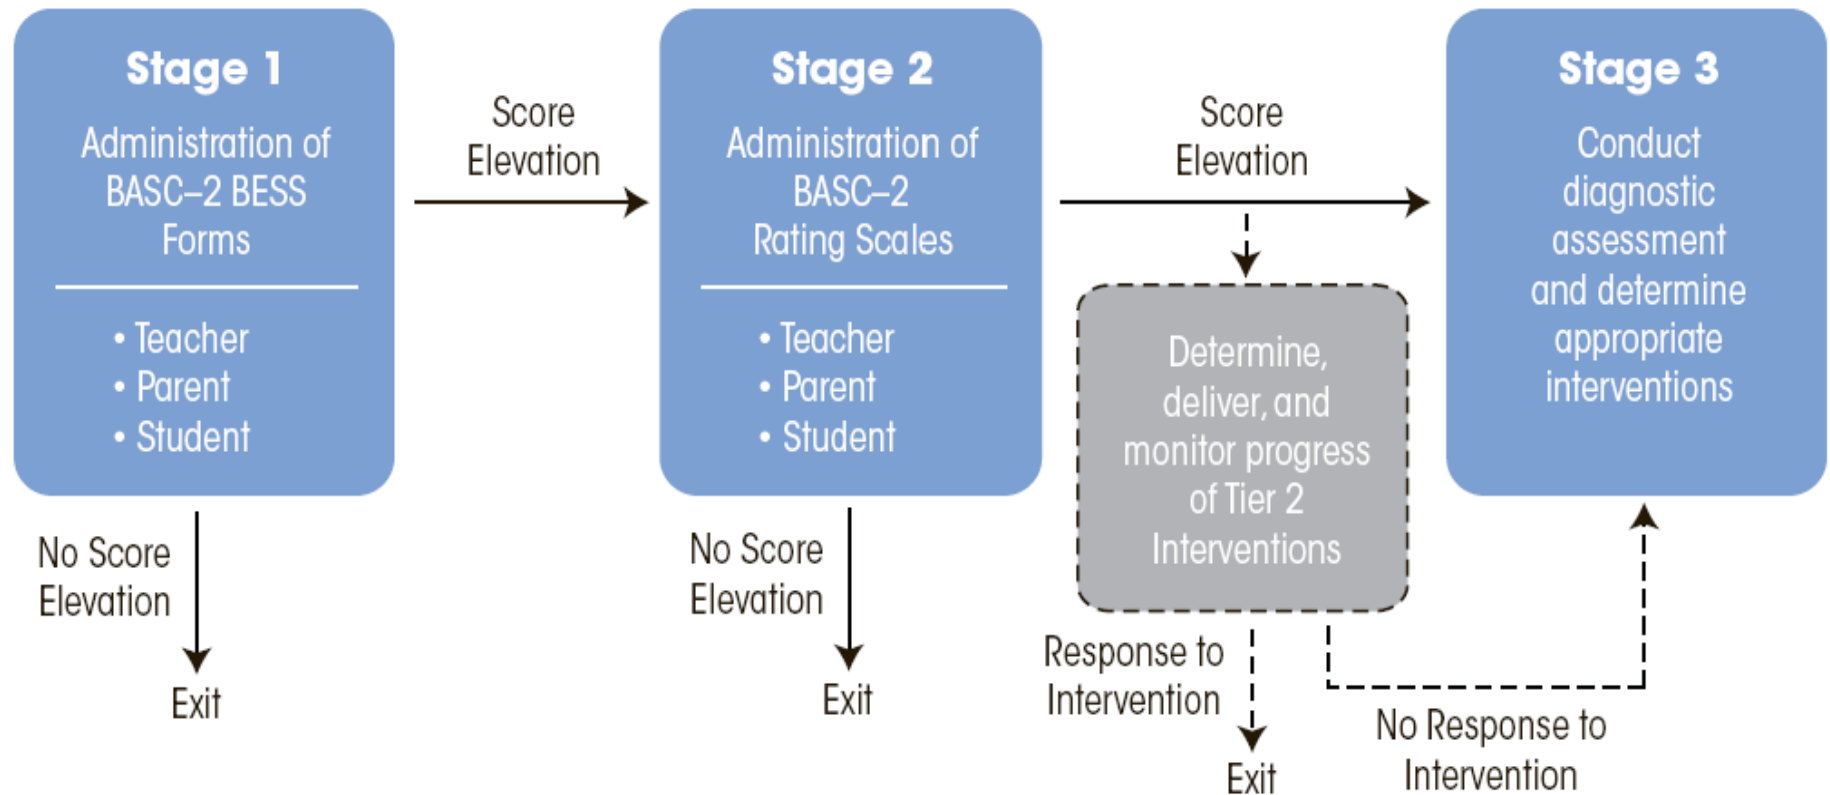 Stage 1
Administration of
BASC–2 BESS
Forms
• Teacher
• Parent
• Student
No Score
Elevation
Exit
Score
Elevation
Stage 2
Administration of
BASC–2
Rating Scales
• Teacher
• Parent
• Student
No Score
Elevation
Exit
Score
Elevation
Determine,
deliver, and
monitor progress
of Tier 2
Interventions
Response to
Intervention
Exit
No Response to
Intervention
Stage 3
Conduct
diagnostic
assessment
and determine
appropriate
interventions